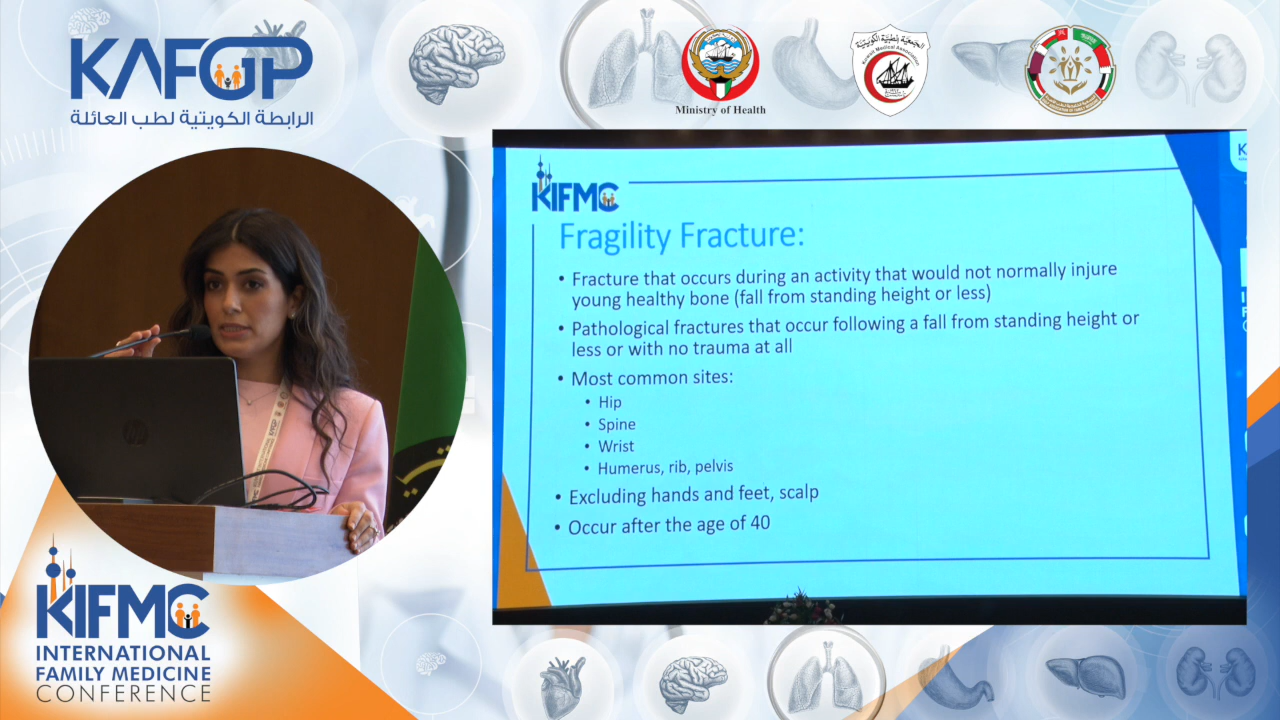 KAFGP
الرابطة الكويتية لطب العائلة
Ministry of Health
KIFMC
Fragility Fracture:
• Fracture that occurs during an activity that would not normally injure
young healthy bone (fall from standing height or less)
• Pathological fractures that occur following a fall from standing height or
less or with no trauma at all
• Most common sites:
• Hip
• Spine
• Wrist
• Humerus, rib, pelvis
• Excluding hands and feet, scalp
• Occur after the age of 40
KIFMC
INTERNATIONAL
FAMILY MEDICINE
CONFERENCE